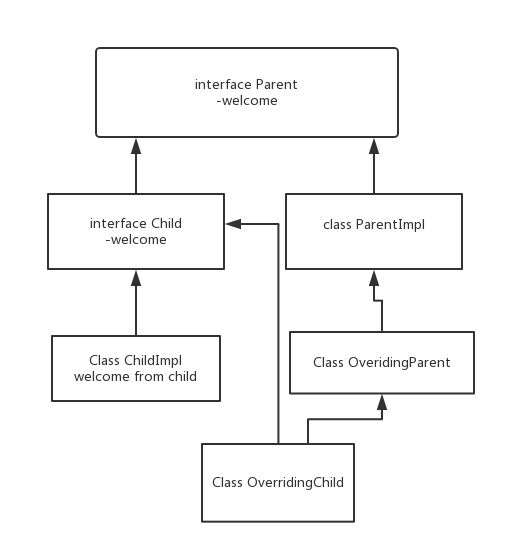 interface Parent
-welcome
interface Child
-welcome
class ParentImpl
Class ChildImpl
welcome from child
Class OveridingParent
Class OverridingChild